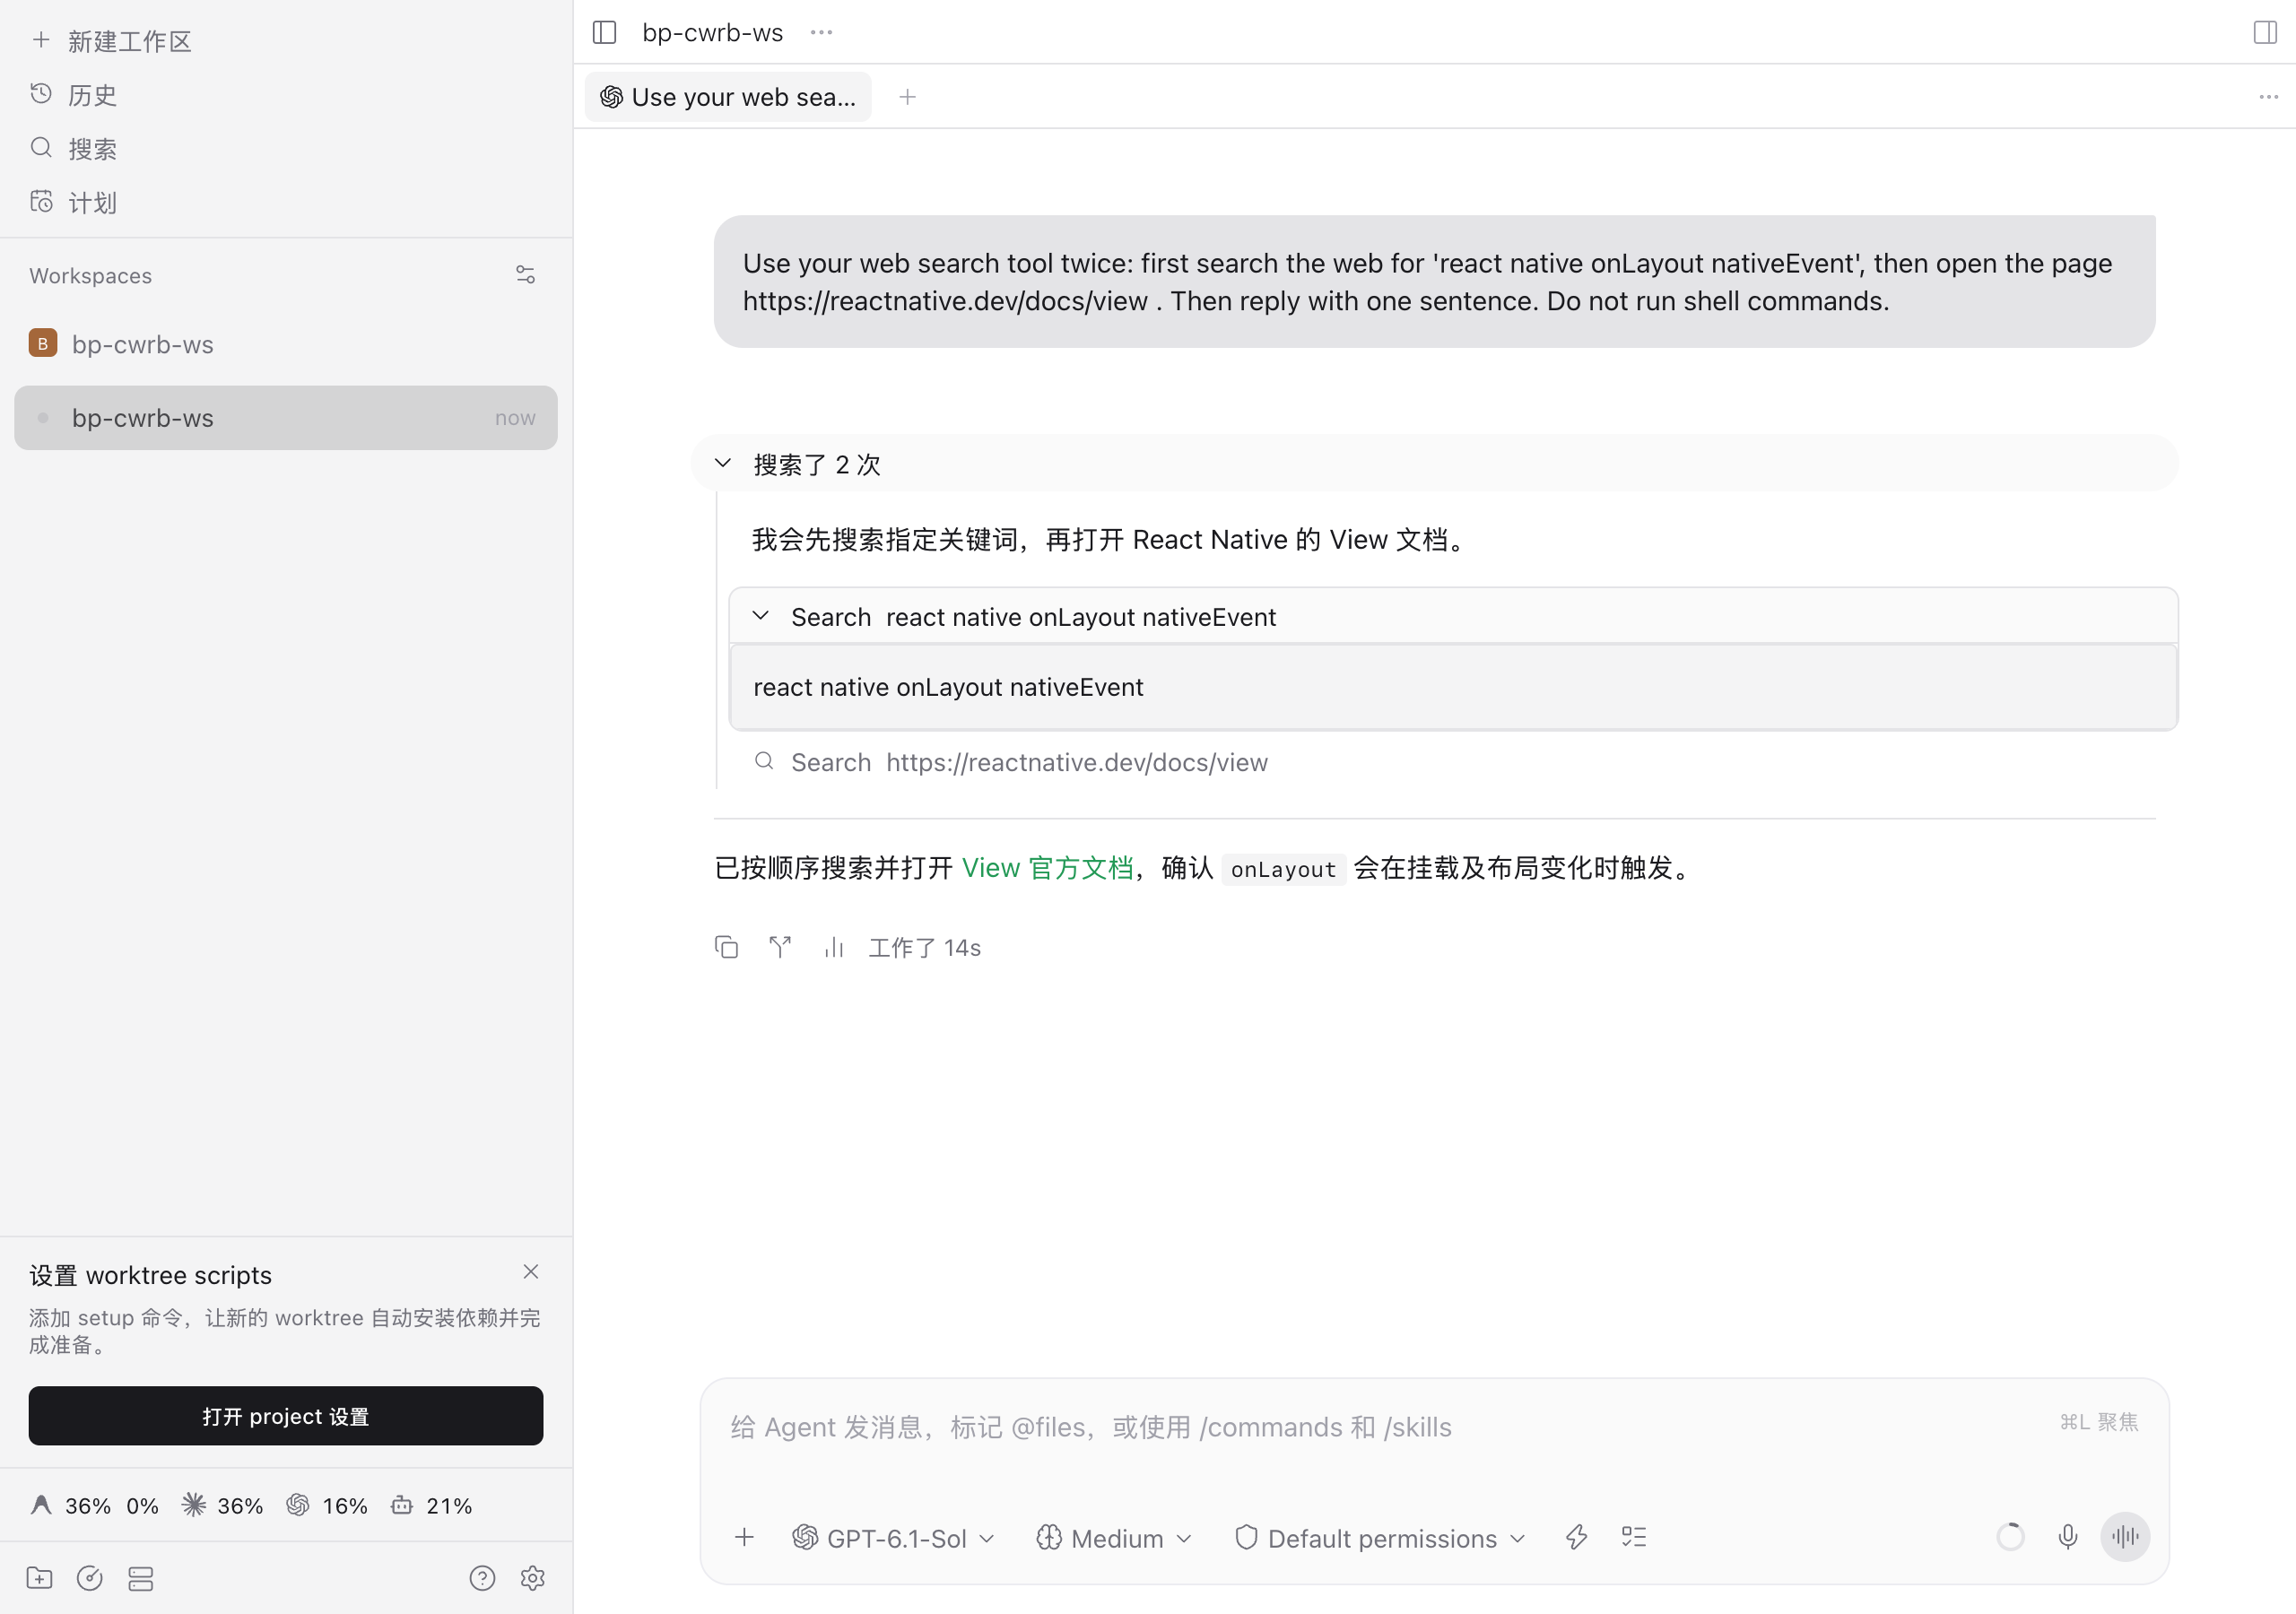 新建工作区
历史
搜索
计划
Workspaces
B bp-cwrb-ws
bp-cwrb-ws now
设置 worktree scripts
添加 setup 命令，让新的 worktree 自动安装依赖并完
成准备。
打开 project 设置
36% 0% 36% 16% 21%
bp-cwrb-ws
Use your web sea...
Use your web search tool twice: first search the web for 'react native onLayout nativeEvent', then open the page
https://reactnative.dev/docs/view . Then reply with one sentence. Do not run shell commands.
搜索了 2 次
我会先搜索指定关键词，再打开 React Native 的 View 文档。
Search react native onLayout nativeEvent
react native onLayout nativeEvent
Search https://reactnative.dev/docs/view
已按顺序搜索并打开 View 官方文档，确认 onLayout 会在挂载及布局变化时触发。
工作了 14s
给 Agent 发消息，标记 @files，或使用 /commands 和 /skills
⌘L 聚焦
GPT-6.1-Sol Medium Default permissions